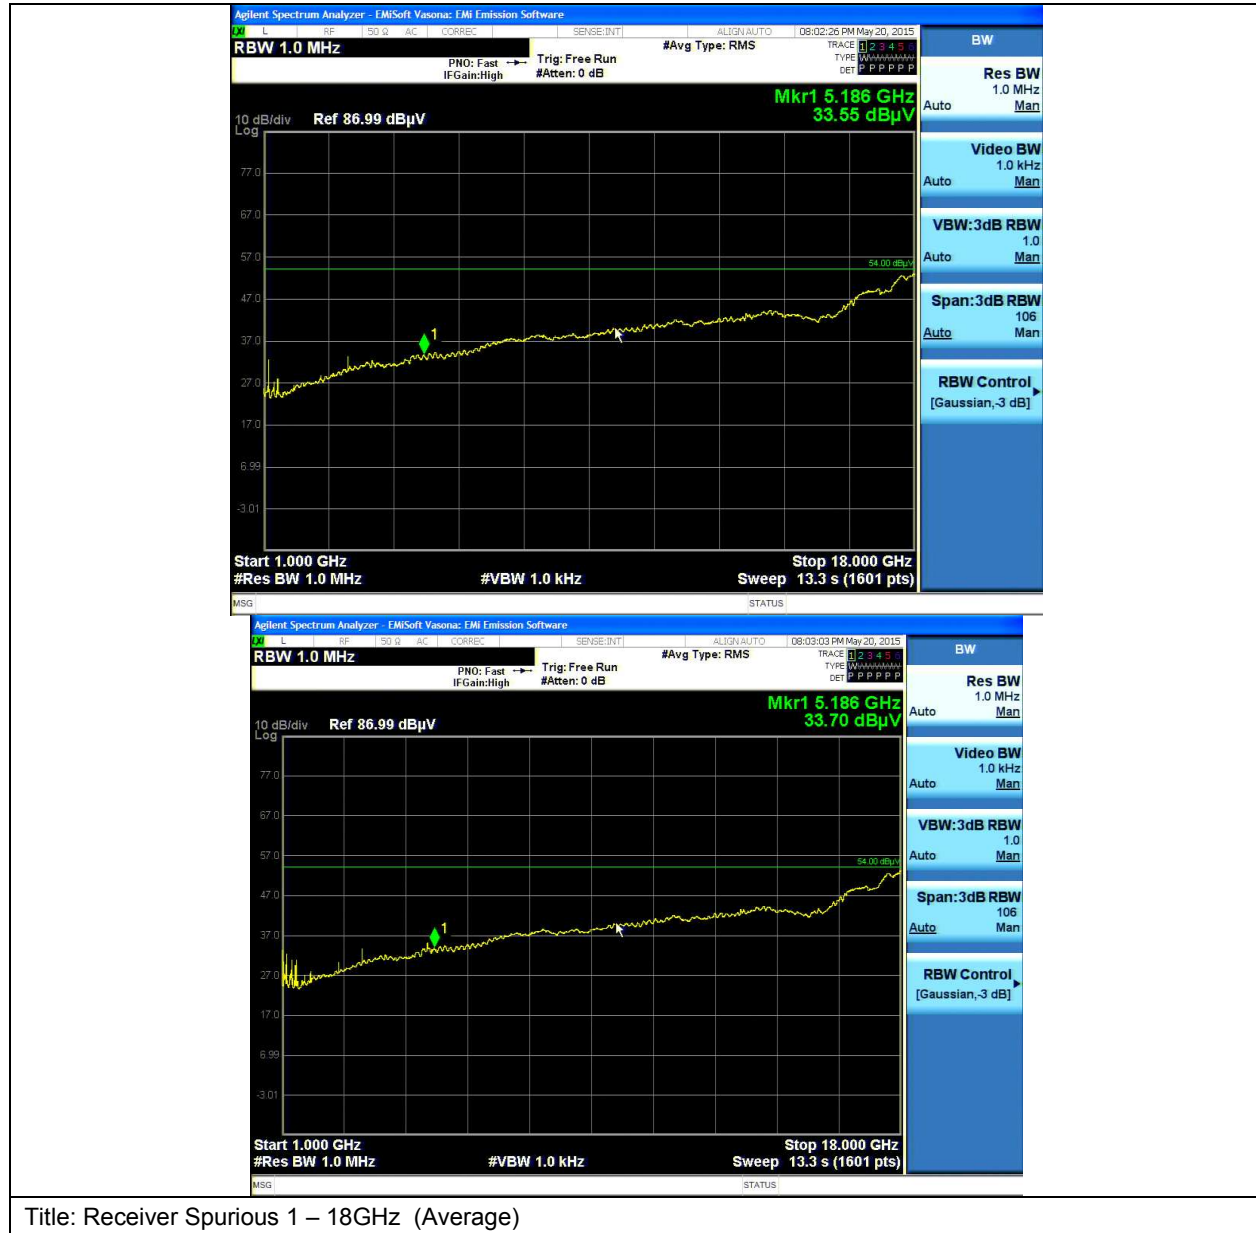 Agilent Spectrum Analyzer - EMiSoft Vasona: EMi Emission Software
LXI L RF 50 Ω AC CORREC SENSE:INT ALIGN AUTO 08:02:26 PM May 20, 2015
RBW 1.0 MHz
PNO: Fast
IFGain:High
Trig: Free Run
#Atten: 0 dB
#Avg Type: RMS
TRACE 1 2 3 4 5 6
TYPE WWWWWW
DET P P P P P P
Mkr1 5.186 GHz
33.55 dBµV
10 dB/div
Log
Ref 86.99 dBµV
77.0
67.0
57.0
54.00 dBµV
47.0
37.0
1
27.0
17.0
6.99
-3.01
Start 1.000 GHz
Stop 18.000 GHz
#Res BW 1.0 MHz
#VBW 1.0 kHz
Sweep 13.3 s (1601 pts)
MSG
STATUS
BW
Res BW
1.0 MHz
Auto Man
Video BW
1.0 kHz
Auto Man
VBW:3dB RBW
1.0
Auto Man
Span:3dB RBW
106
Auto Man
RBW Control
[Gaussian,-3 dB]
Agilent Spectrum Analyzer - EMiSoft Vasona: EMi Emission Software
LXI L RF 50 Ω AC CORREC SENSE:INT ALIGN AUTO 08:03:03 PM May 20, 2015
RBW 1.0 MHz
PNO: Fast
IFGain:High
Trig: Free Run
#Atten: 0 dB
#Avg Type: RMS
TRACE 1 2 3 4 5 6
TYPE WWWWWW
DET P P P P P P
Mkr1 5.186 GHz
33.70 dBµV
10 dB/div
Log
Ref 86.99 dBµV
77.0
67.0
57.0
54.00 dBµV
47.0
37.0
1
27.0
17.0
6.99
-3.01
Start 1.000 GHz
Stop 18.000 GHz
#Res BW 1.0 MHz
#VBW 1.0 kHz
Sweep 13.3 s (1601 pts)
MSG
STATUS
BW
Res BW
1.0 MHz
Auto Man
Video BW
1.0 kHz
Auto Man
VBW:3dB RBW
1.0
Auto Man
Span:3dB RBW
106
Auto Man
RBW Control
[Gaussian,-3 dB]
Title: Receiver Spurious 1 – 18GHz (Average)